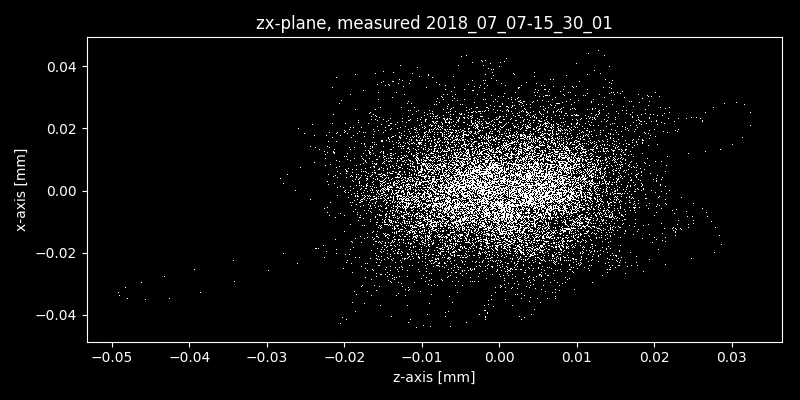 zx-plane, measured 2018_07_07-15_30_01
x-axis [mm]
0.04
0.02
0.00
−0.02
−0.04
−0.05 −0.04 −0.03 −0.02 −0.01 0.00 0.01 0.02 0.03
z-axis [mm]